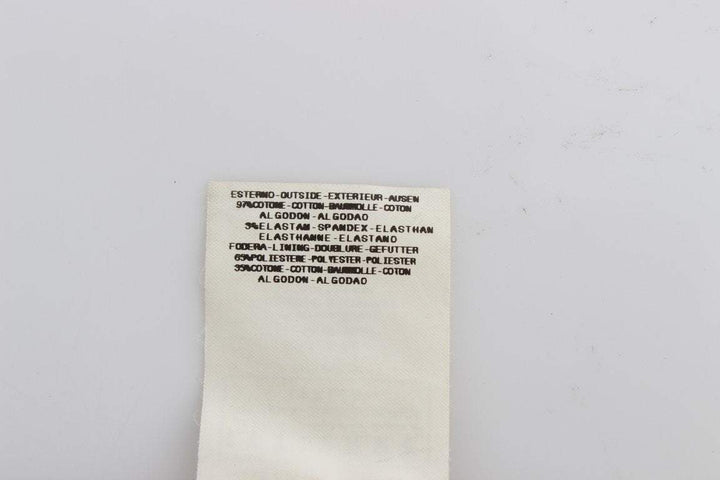 ESTERNO-OUTSIDE-EXTERIEUR-AUSEN
97%COTONE-COTTON-BAUMWOLLE-COTON
ALGODON-ALGODAO
3%ELASTAN-SPANDEX-ELASTHAN
ELASTHANNE-ELASTANO
FODERA-LINING-DOUBLURE-GEFUTTER
65%POLIESTERE-POLYESTER-POLIESTER
35%COTONE-COTTON-BAUMWOLLE-COTON
ALGODON-ALGODAO